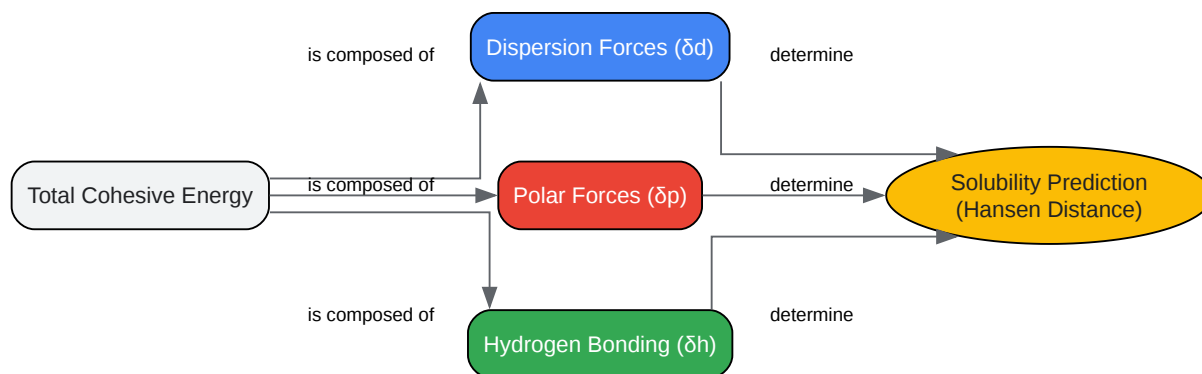 is composed of
Dispersion Forces (δd)
determine
Total Cohesive Energy
is composed of
Polar Forces (δp)
determine
Solubility Prediction
(Hansen Distance)
is composed of
Hydrogen Bonding (δh)
determine